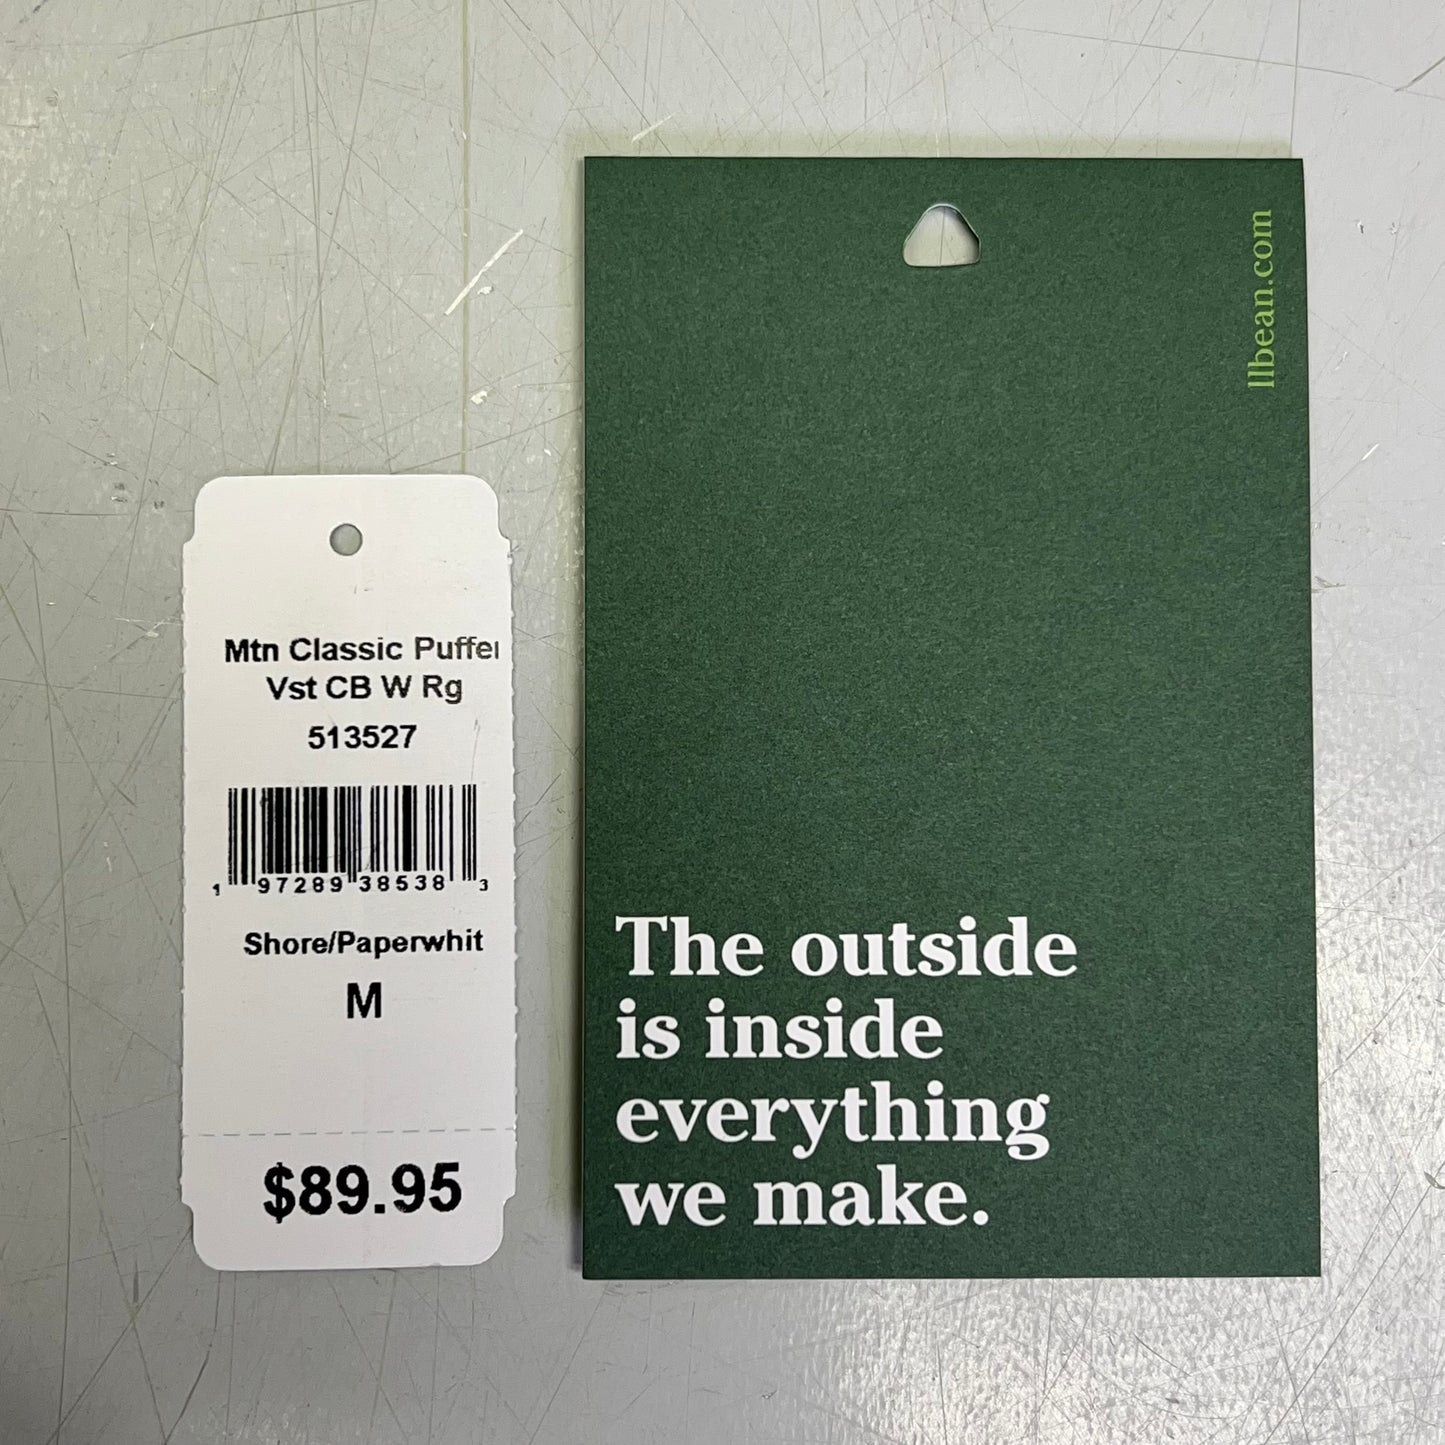 Mtn Classic Puffer
Vst CB W Rg
513527
1 97289 38538 3
Shore/Paperwhit
M
$89.95
llbean.com
The outside
is inside
everything
we make.